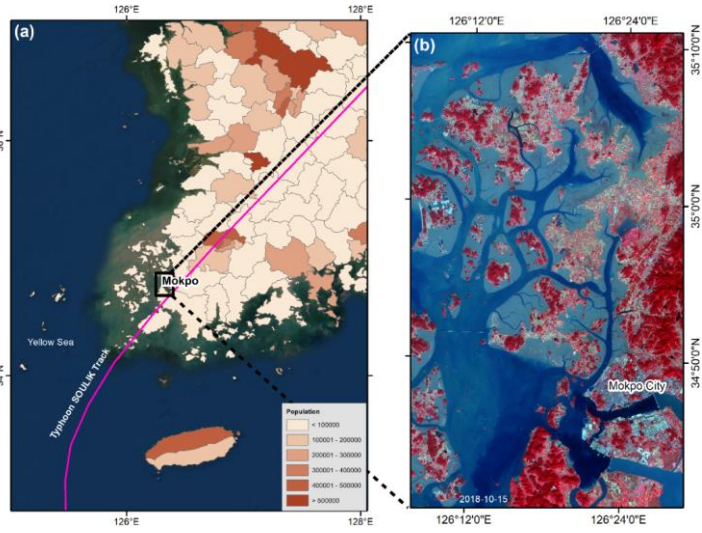 (a)
126°E
128°E
Mokpo
Yellow Sea
Typhoon SOULIK Track
Population
< 100000
100001 - 200000
200001 - 300000
300001 - 400000
400001 - 500000
> 500000
126°E
128°E
(b)
126°12'0"E
126°24'0"E
35°10'0"N
35°0'0"N
34°50'0"N
Mokpo City
2018-10-15
126°12'0"E
126°24'0"E